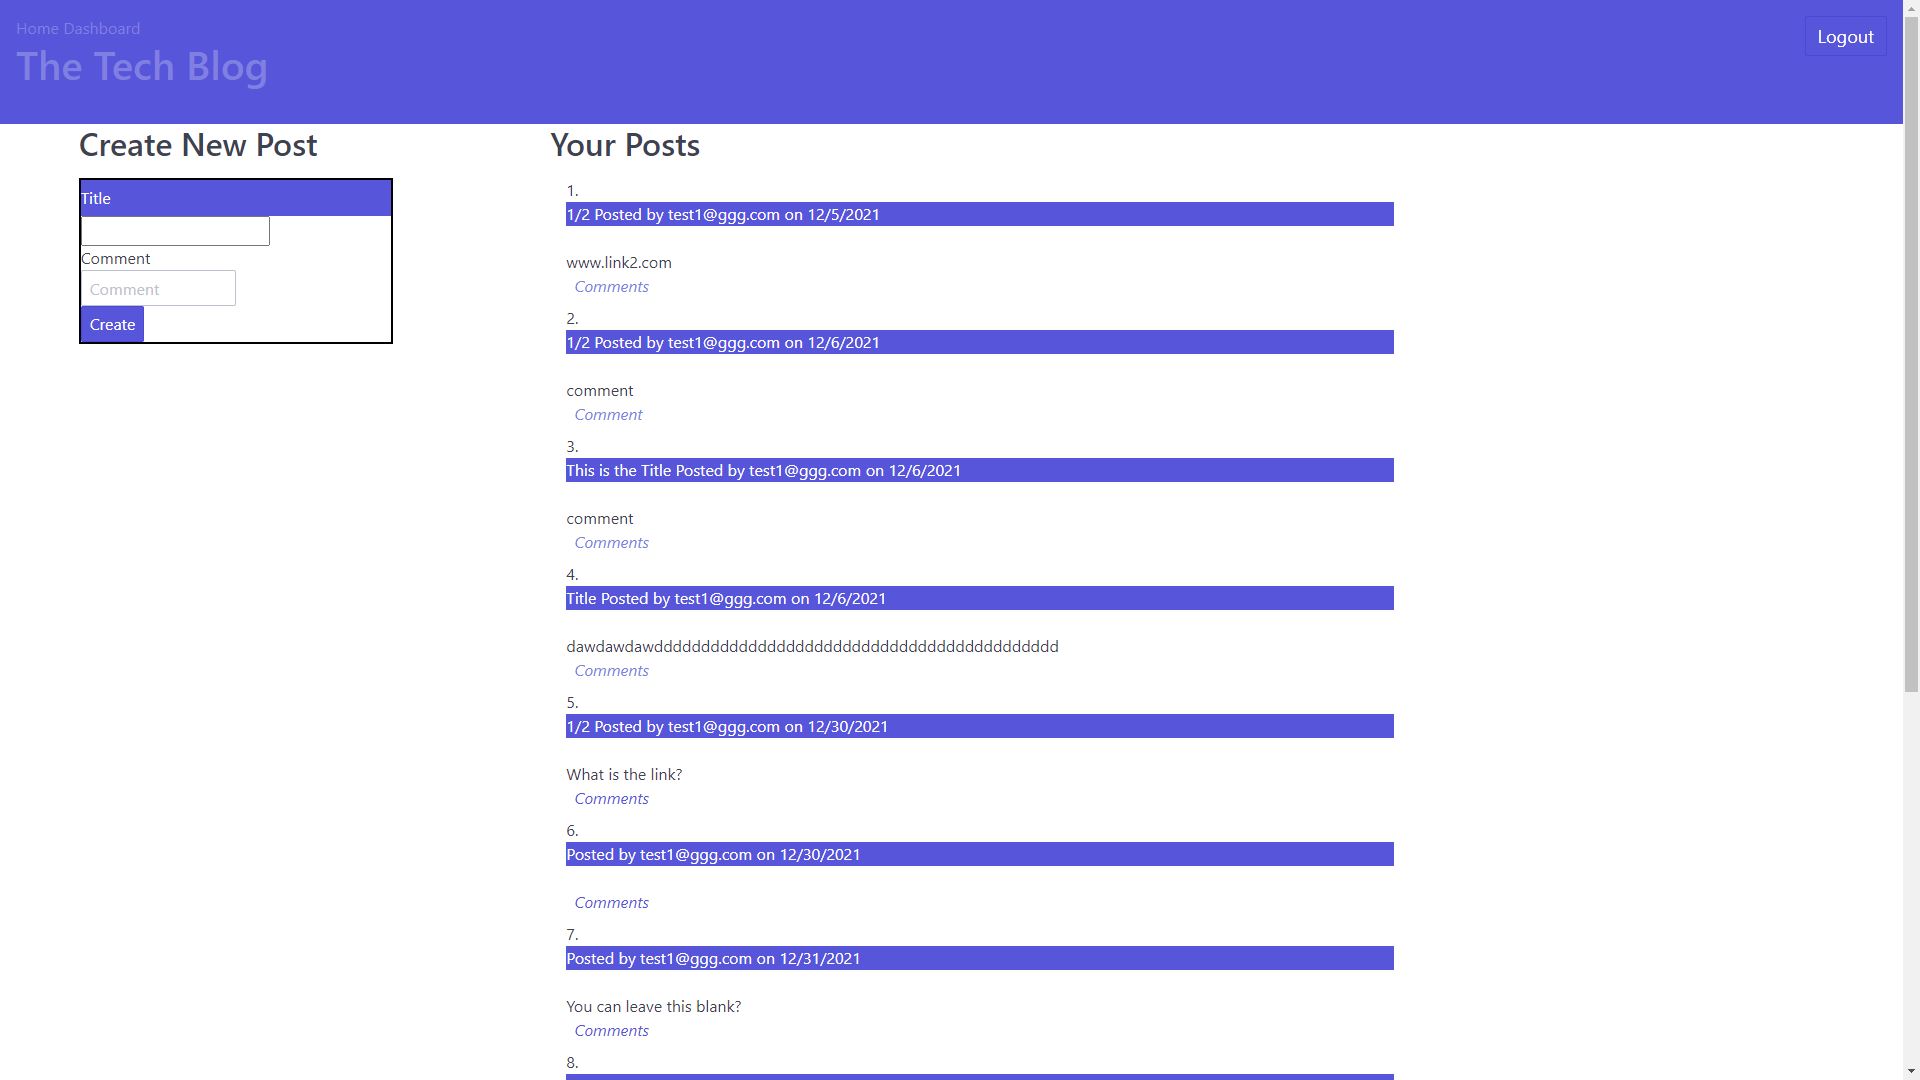 Home Dashboard
The Tech Blog
Logout
Create New Post
Title
Comment
Comment
Create
Your Posts
1.
1/2 Posted by test1@ggg.com on 12/5/2021
www.link2.com
Comments
2.
1/2 Posted by test1@ggg.com on 12/6/2021
comment
Comment
3.
This is the Title Posted by test1@ggg.com on 12/6/2021
comment
Comments
4.
Title Posted by test1@ggg.com on 12/6/2021
dawdawdawddddddddddddddddddddddddddddddddddddddddddd
Comments
5.
1/2 Posted by test1@ggg.com on 12/30/2021
What is the link?
Comments
6.
Posted by test1@ggg.com on 12/30/2021
Comments
7.
Posted by test1@ggg.com on 12/31/2021
You can leave this blank?
Comments
8.